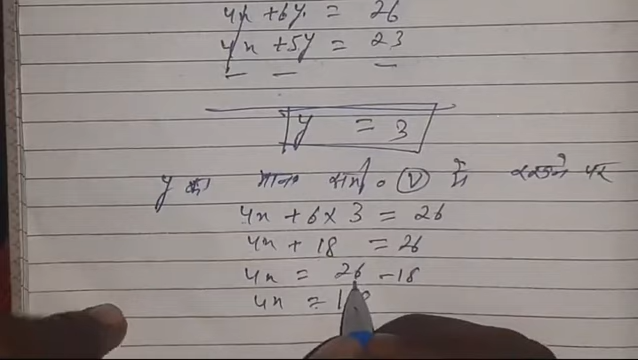 4x + 6y = 26
4x + 5y = 23
— — —
y = 3
y का मान समी० (V) में रखने पर
4x + 6 × 3 = 26
4x + 18 = 26
4x = 26 - 18
4x =